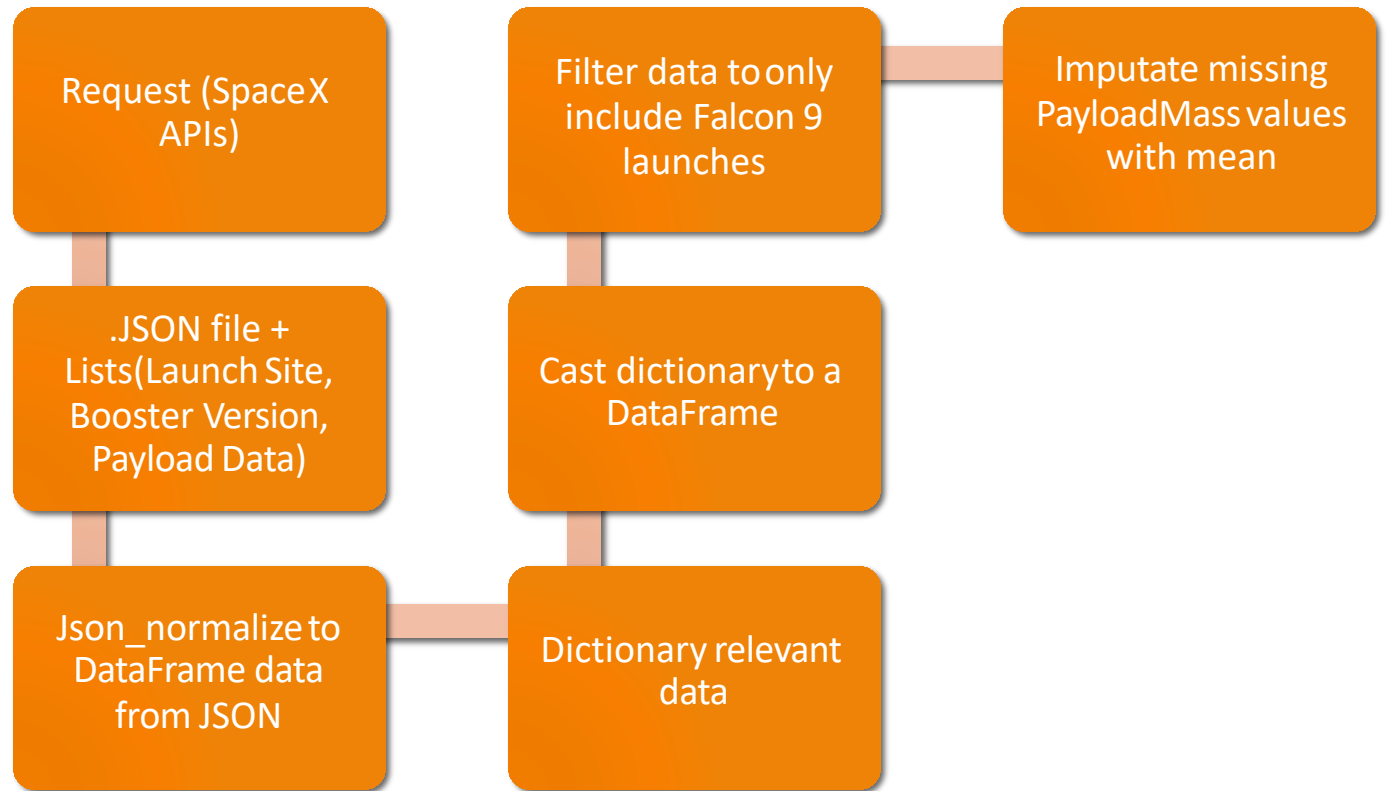 Request (SpaceX
APIs)
.JSON file +
Lists(Launch Site,
Booster Version,
Payload Data)
Json_normalize to
DataFrame data
from JSON
Dictionary relevant
data
Cast dictionary to a
DataFrame
Filter data to only
include Falcon 9
launches
Imputate missing
PayloadMass values
with mean